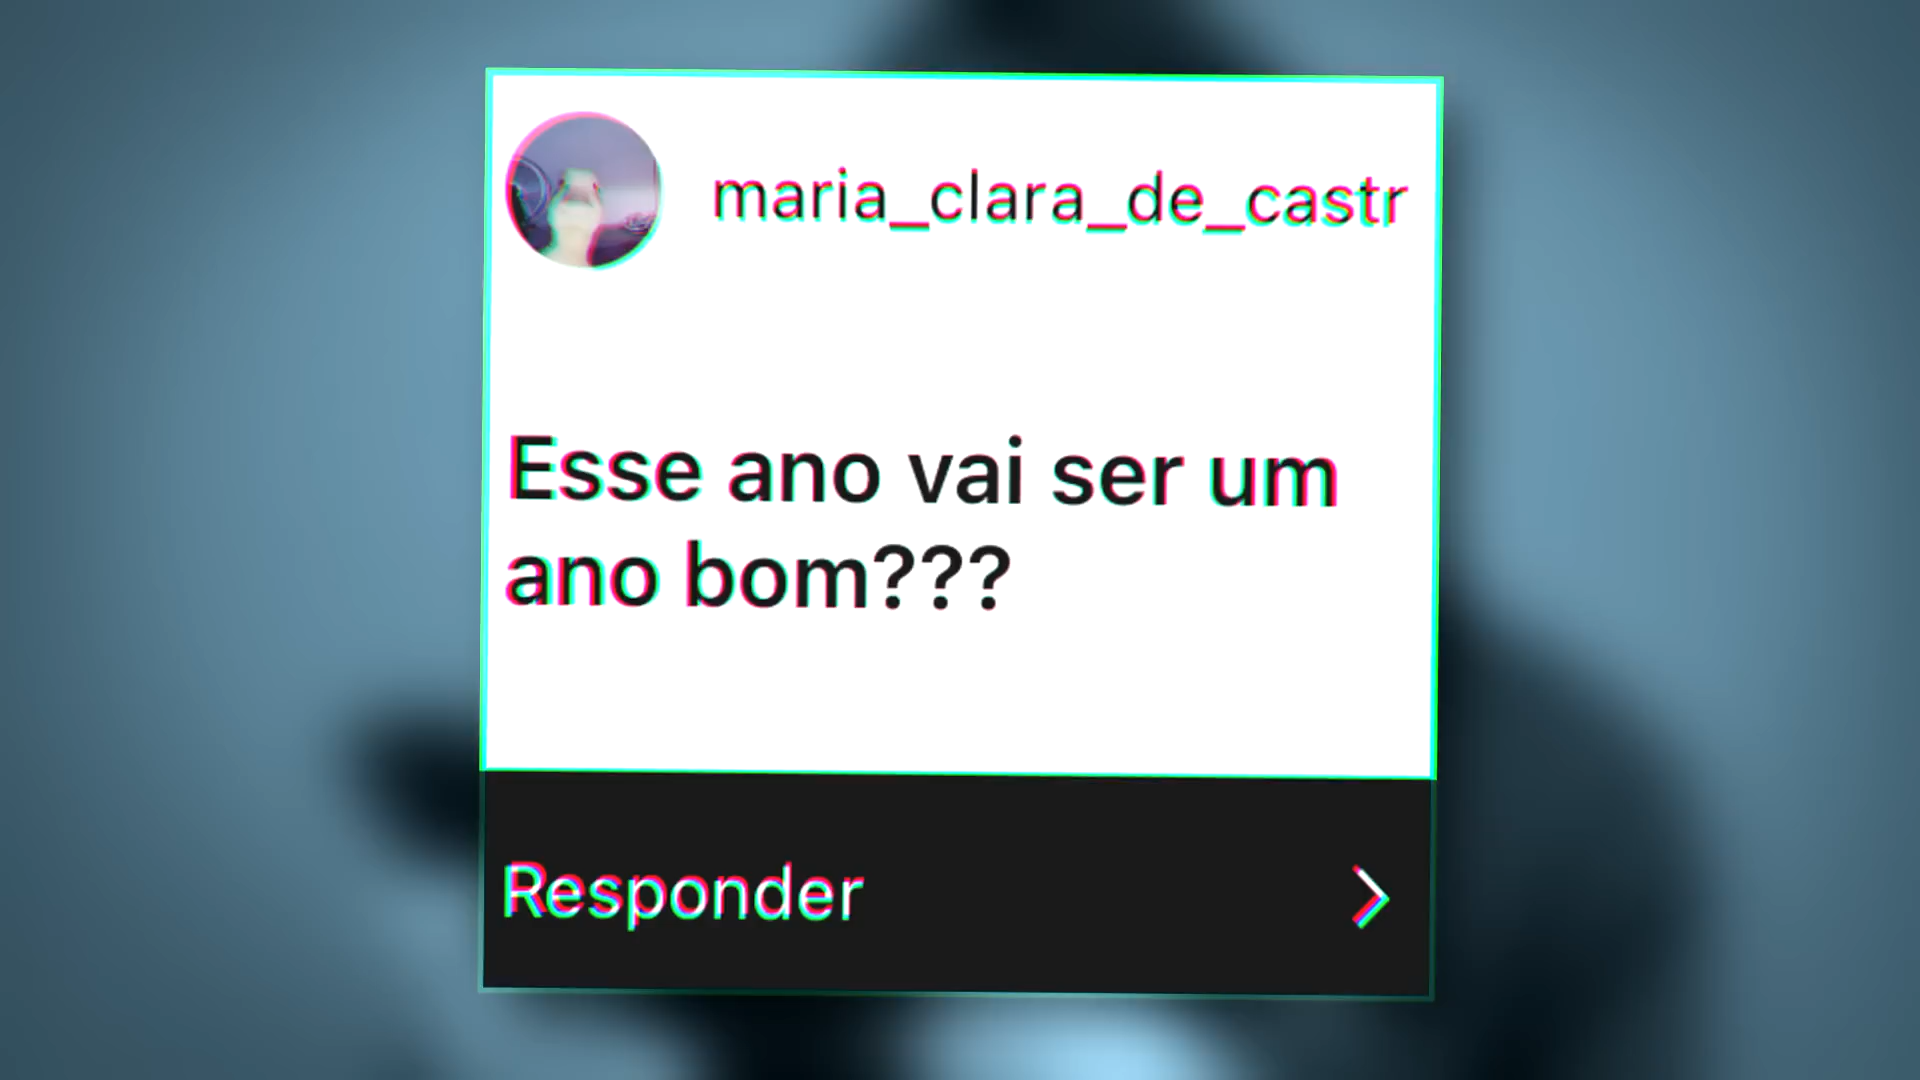 maria_clara_de_castr
Esse ano vai ser um
ano bom???
Responder